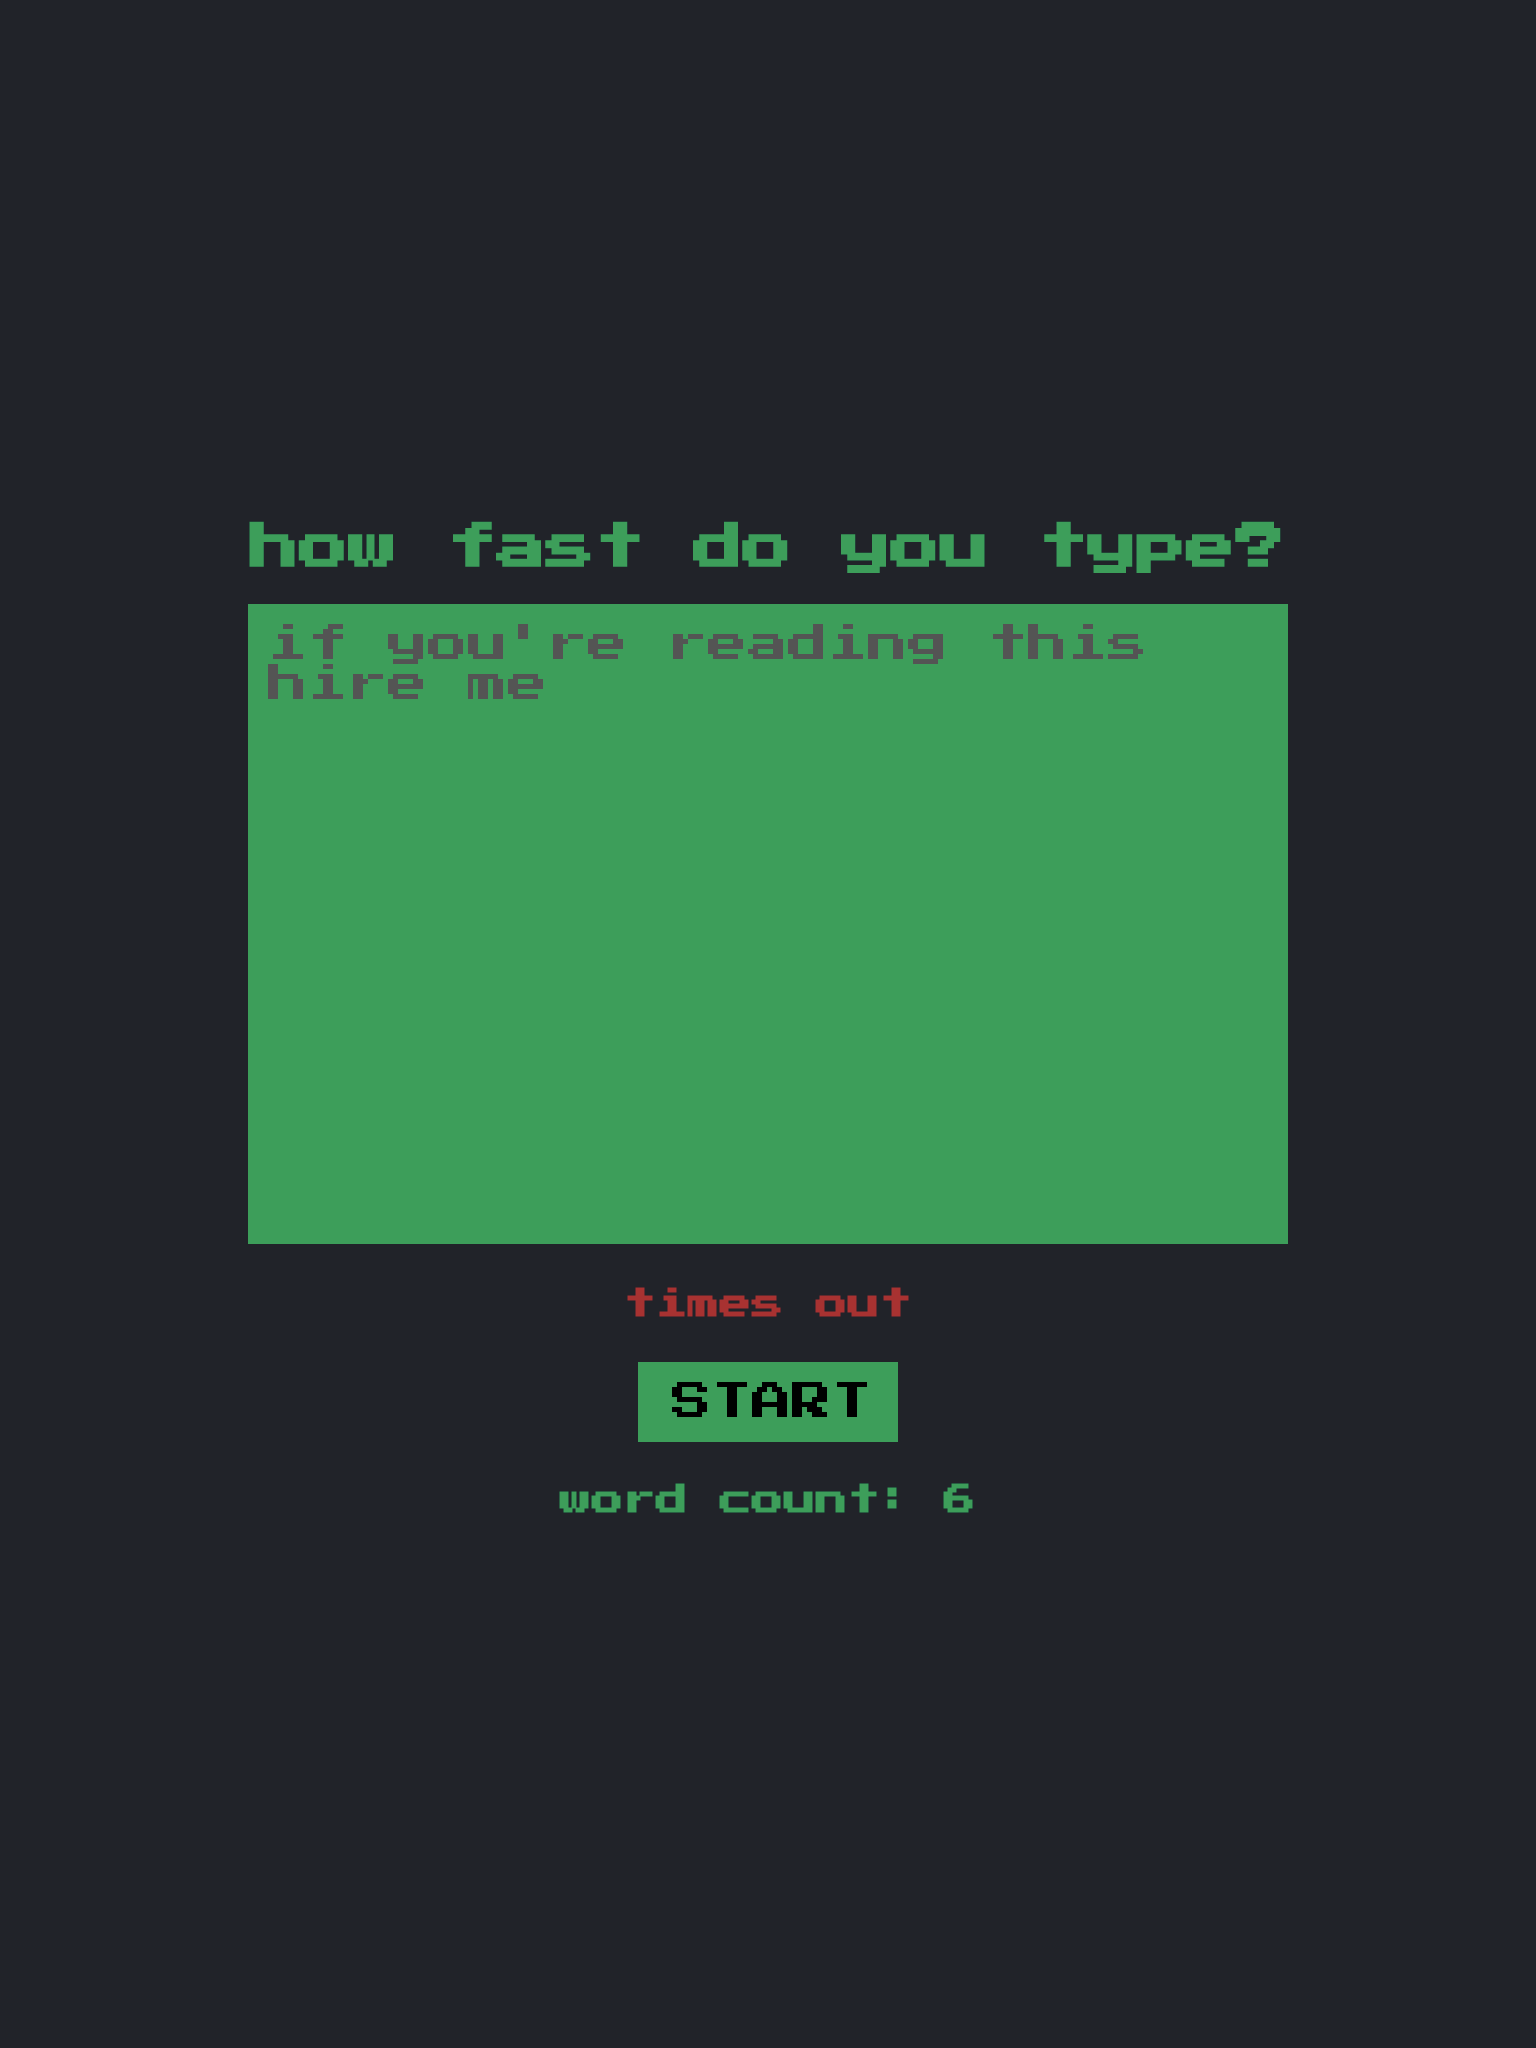 how fast do you type?
if you're reading this
hire me
times out
START
word count: 6